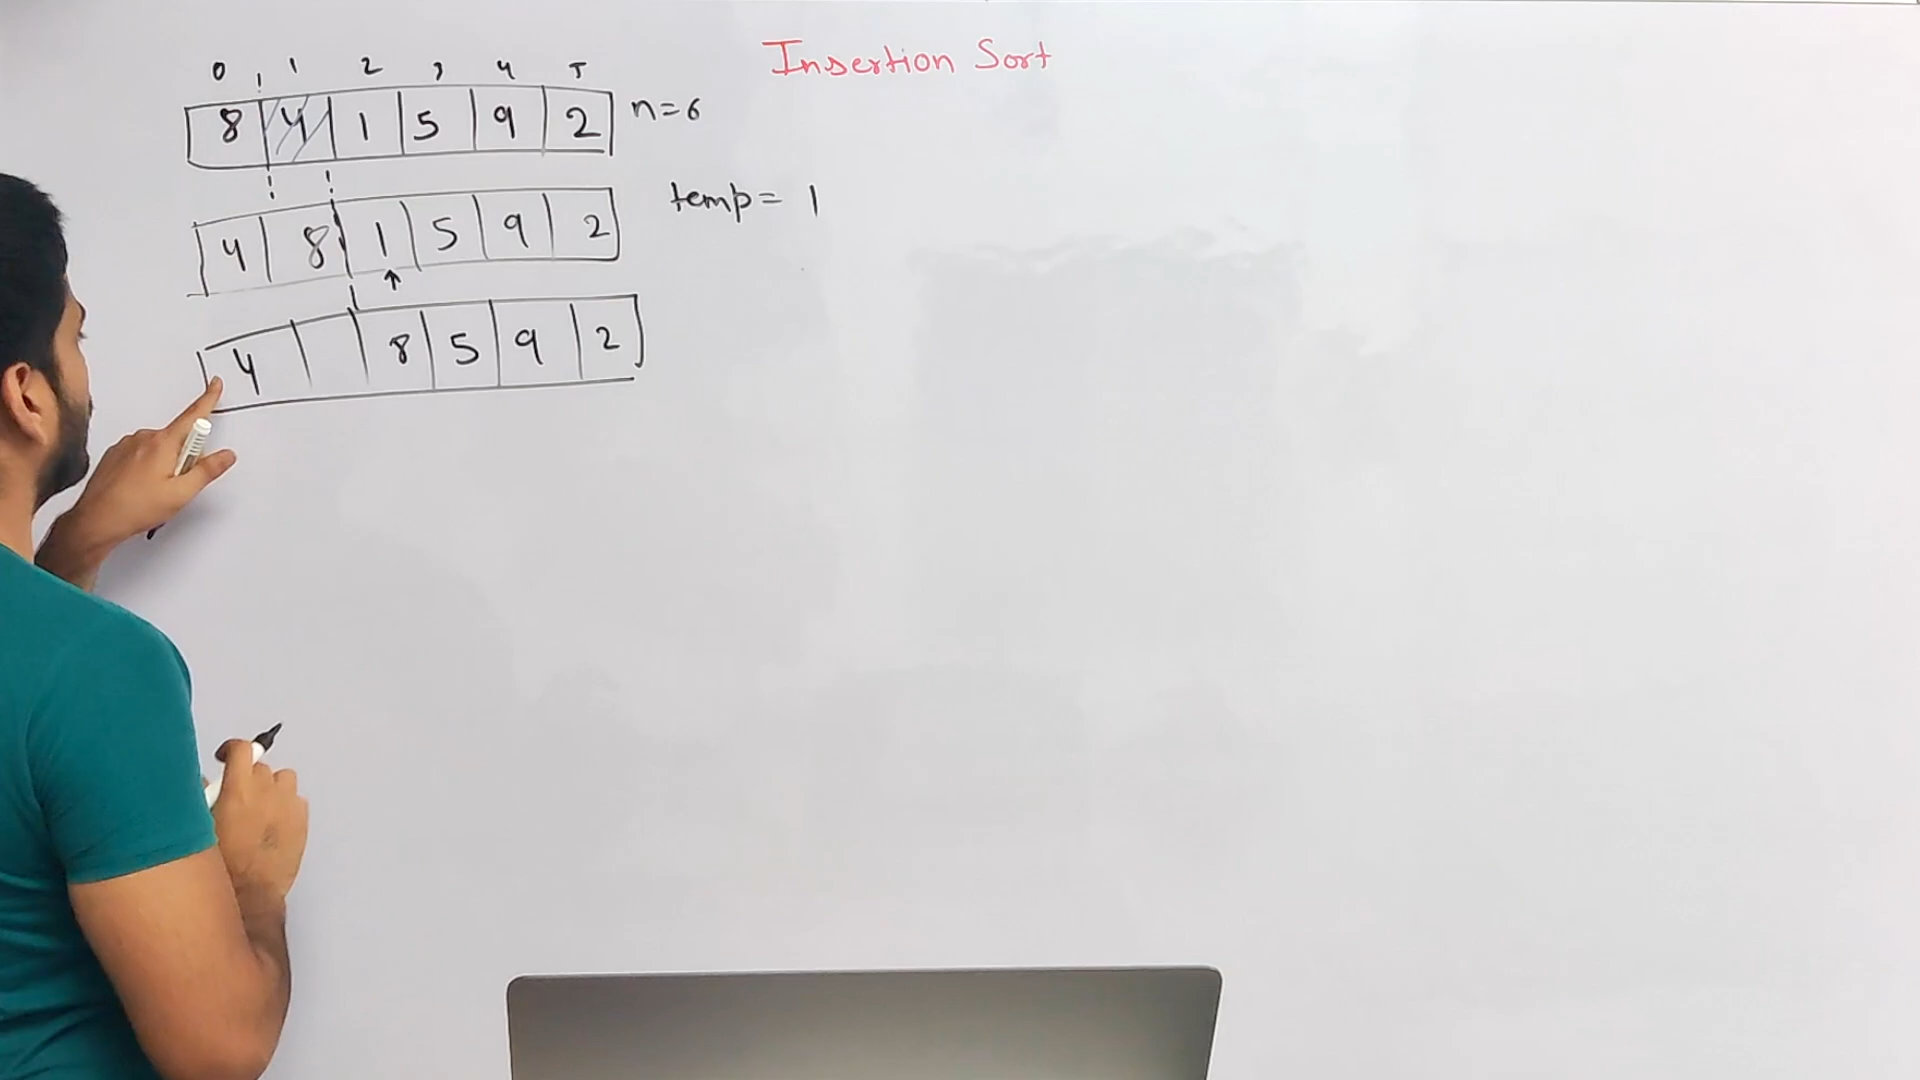 Insertion Sort
0 1 2 3 4 5
8 4 1 5 9 2 n=6
temp= 1
4 8 1 5 9 2
4 8 5 9 2